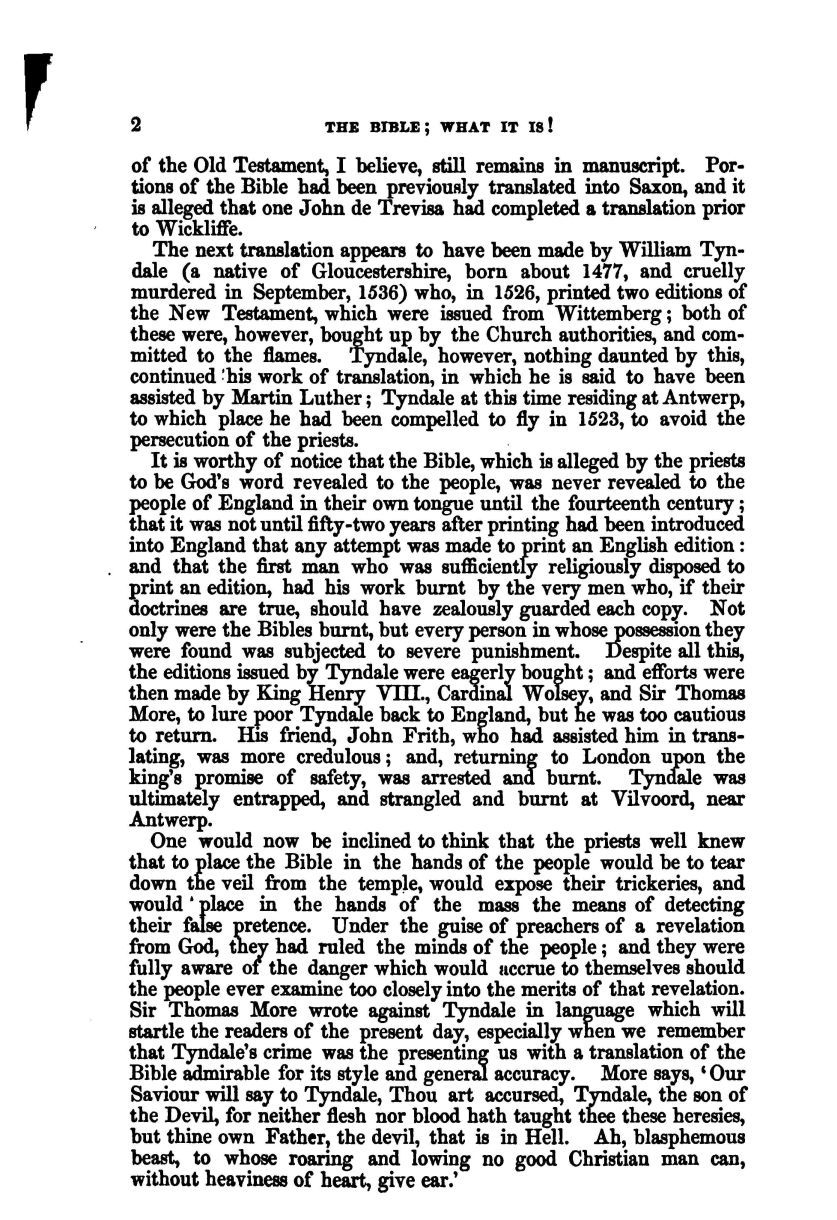 2 THE BIBLE; WHAT IT IS!
of the Old Testament, I believe, still remains in manuscript. Por-
tions of the Bible had been previously translated into Saxon, and it
is alleged that one John de Trevisa had completed a translation prior
to Wickliffe.
The next translation appears to have been made by William Tyn-
dale (a native of Gloucestershire, born about 1477, and cruelly
murdered in September, 1536) who, in 1526, printed two editions of
the New Testament, which were issued from Wittemberg; both of
these were, however, bought up by the Church authorities, and com-
mitted to the flames. Tyndale, however, nothing daunted by this,
continued his work of translation, in which he is said to have been
assisted by Martin Luther; Tyndale at this time residing at Antwerp,
to which place he had been compelled to fly in 1523, to avoid the
persecution of the priests.
It is worthy of notice that the Bible, which is alleged by the priests
to be God's word revealed to the people, was never revealed to the
people of England in their own tongue until the fourteenth century;
that it was not until fifty-two years after printing had been introduced
into England that any attempt was made to print an English edition:
and that the first man who was sufficiently religiously disposed to
print an edition, had his work burnt by the very men who, if their
doctrines are true, should have zealously guarded each copy. Not
only were the Bibles burnt, but every person in whose possession they
were found was subjected to severe punishment. Despite all this,
the editions issued by Tyndale were eagerly bought; and efforts were
then made by King Henry VIII., Cardinal Wolsey, and Sir Thomas
More, to lure poor Tyndale back to England, but he was too cautious
to return. His friend, John Frith, who had assisted him in trans-
lating, was more credulous; and, returning to London upon the
king's promise of safety, was arrested and burnt. Tyndale was
ultimately entrapped, and strangled and burnt at Vilvoord, near
Antwerp.
One would now be inclined to think that the priests well knew
that to place the Bible in the hands of the people would be to tear
down the veil from the temple, would expose their trickeries, and
would place in the hands of the mass the means of detecting
their false pretence. Under the guise of preachers of a revelation
from God, they had ruled the minds of the people; and they were
fully aware of the danger which would accrue to themselves should
the people ever examine too closely into the merits of that revelation.
Sir Thomas More wrote against Tyndale in language which will
startle the readers of the present day, especially when we remember
that Tyndale's crime was the presenting us with a translation of the
Bible admirable for its style and general accuracy. More says, 'Our
Saviour will say to Tyndale, Thou art accursed, Tyndale, the son of
the Devil, for neither flesh nor blood hath taught thee these heresies,
but thine own Father, the devil, that is in Hell. Ah, blasphemous
beast, to whose roaring and lowing no good Christian man can,
without heaviness of heart, give ear.'